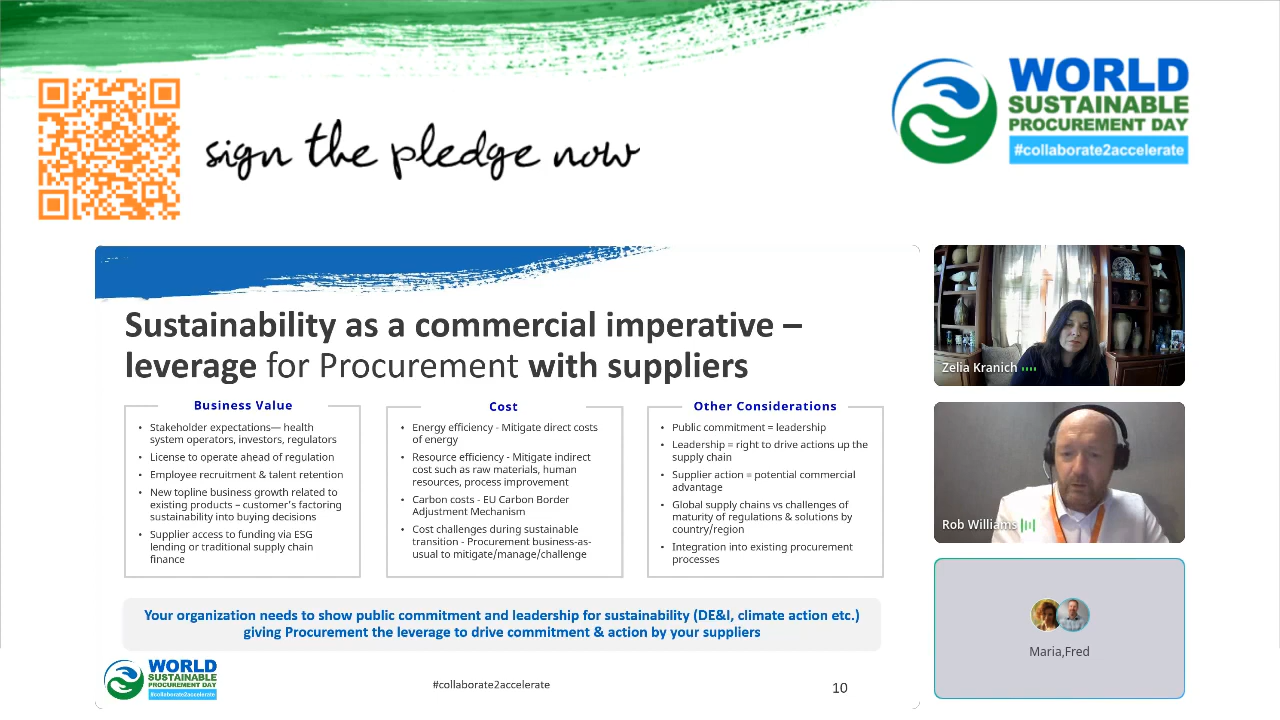 sign the pledge now
WORLD
SUSTAINABLE
PROCUREMENT DAY
#collaborate2accelerate
Sustainability as a commercial imperative –
leverage for Procurement with suppliers
Business Value
• Stakeholder expectations— health
system operators, investors, regulators
• License to operate ahead of regulation
• Employee recruitment & talent retention
• New topline business growth related to
existing products – customer's factoring
sustainability into buying decisions
• Supplier access to funding via ESG
lending or traditional supply chain
finance
Cost
• Energy efficiency - Mitigate direct costs
of energy
• Resource efficiency - Mitigate indirect
cost such as raw materials, human
resources, process improvement
• Carbon costs - EU Carbon Border
Adjustment Mechanism
• Cost challenges during sustainable
transition - Procurement business-as-
usual to mitigate/manage/challenge
Other Considerations
• Public commitment = leadership
• Leadership = right to drive actions up the
supply chain
• Supplier action = potential commercial
advantage
• Global supply chains vs challenges of
maturity of regulations & solutions by
country/region
• Integration into existing procurement
processes
Your organization needs to show public commitment and leadership for sustainability (DE&I, climate action etc.)
giving Procurement the leverage to drive commitment & action by your suppliers
WORLD
SUSTAINABLE
PROCUREMENT DAY
#collaborate2accelerate
#collaborate2accelerate
10
Zelia Kranich
Rob Williams
Maria,Fred